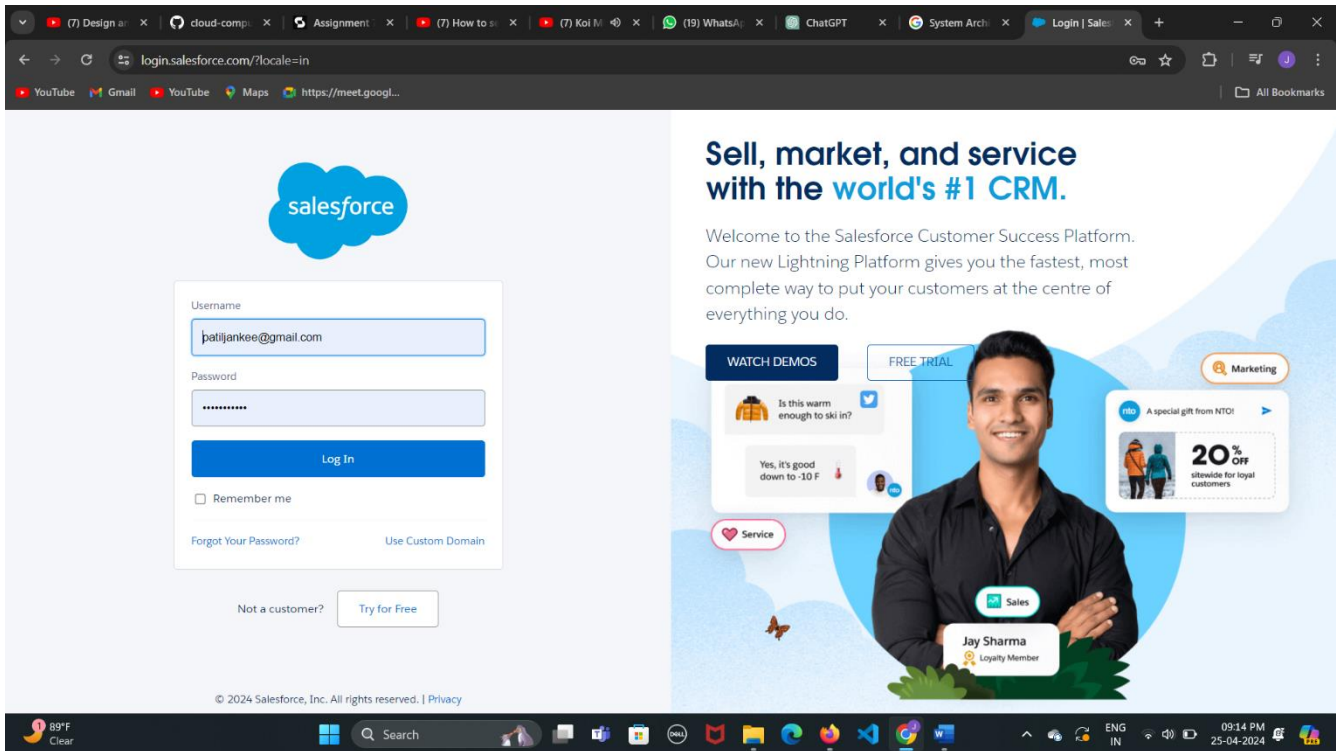 (7) Design ar
cloud-compu
Assignment
(7) How to se
(7) Koi M
(19) WhatsAp
ChatGPT
System Archi
Login | Sales
login.salesforce.com/?locale=in
YouTube
Gmail
YouTube
Maps
https://meet.googl...
All Bookmarks
salesforce
Username
patiljankee@gmail.com
Password
•••••••••••
Log In
Remember me
Forgot Your Password?
Use Custom Domain
Not a customer?
Try for Free
© 2024 Salesforce, Inc. All rights reserved. | Privacy
Sell, market, and service
with the world's #1 CRM.
Welcome to the Salesforce Customer Success Platform.
Our new Lightning Platform gives you the fastest, most
complete way to put your customers at the centre of
everything you do.
WATCH DEMOS
FREE TRIAL
Is this warm
enough to ski in?
Yes, it's good
down to -10 F
nto
Service
Marketing
nto
A special gift from NTO!
20% OFF
sitewide for loyal
customers
Sales
Jay Sharma
Loyalty Member
1
89°F
Clear
Search
DELL
ENG
IN
09:14 PM
25-04-2024